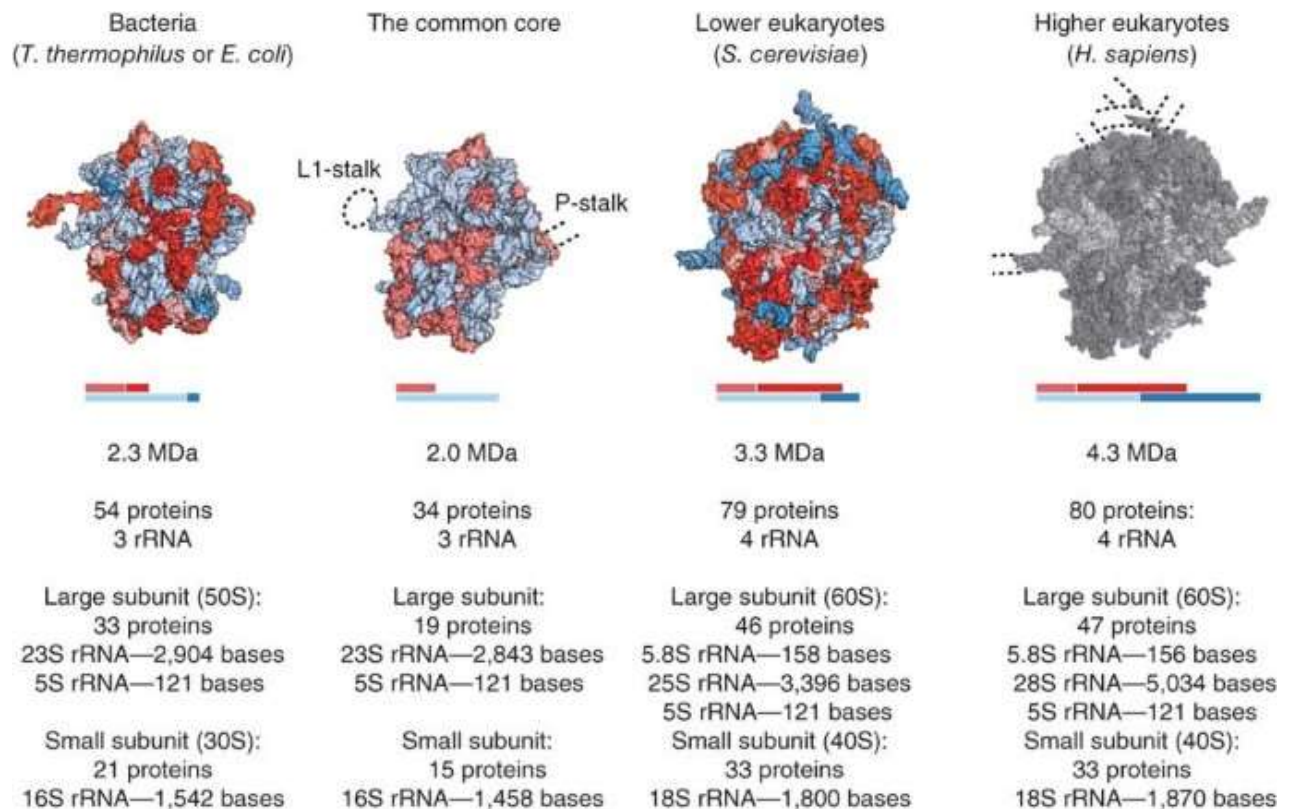 Bacteria
(T. thermophilus or E. coli)
The common core
Lower eukaryotes
(S. cerevisiae)
Higher eukaryotes
(H. sapiens)
L1-stalk
P-stalk
2.3 MDa
54 proteins
3 rRNA
Large subunit (50S):
33 proteins
23S rRNA—2,904 bases
5S rRNA—121 bases
Small subunit (30S):
21 proteins
16S rRNA—1,542 bases
2.0 MDa
34 proteins
3 rRNA
Large subunit:
19 proteins
23S rRNA—2,843 bases
5S rRNA—121 bases
Small subunit:
15 proteins
16S rRNA—1,458 bases
3.3 MDa
79 proteins
4 rRNA
Large subunit (60S):
46 proteins
5.8S rRNA—158 bases
25S rRNA—3,396 bases
5S rRNA—121 bases
Small subunit (40S):
33 proteins
18S rRNA—1,800 bases
4.3 MDa
80 proteins:
4 rRNA
Large subunit (60S):
47 proteins
5.8S rRNA—156 bases
28S rRNA—5,034 bases
5S rRNA—121 bases
Small subunit (40S):
33 proteins
18S rRNA—1,870 bases